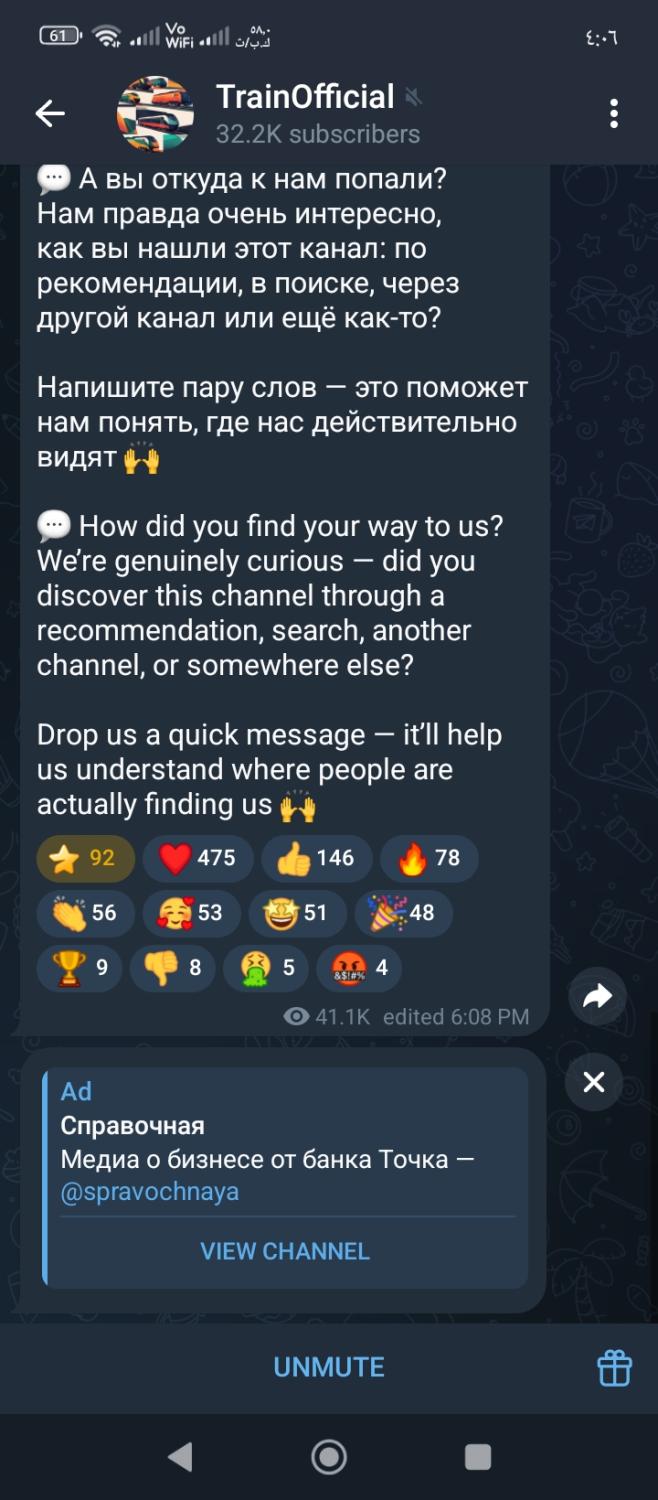 61
Vo
WiFi
٥٨٫٠
ك.ب/ث
٤:٠٦
TrainOfficial
32.2K subscribers
💬 А вы откуда к нам попали?
Нам правда очень интересно,
как вы нашли этот канал: по
рекомендации, в поиске, через
другой канал или ещё как-то?
Напишите пару слов — это поможет
нам понять, где нас действительно
видят 🙌
💬 How did you find your way to us?
We’re genuinely curious — did you
discover this channel through a
recommendation, search, another
channel, or somewhere else?
Drop us a quick message — it’ll help
us understand where people are
actually finding us 🙌
⭐ 92 ❤️ 475 👍 146 🔥 78
👏 56 🥰 53 🤩 51 🎉 48
🏆 9 👎 8 🤮 5 🤬 4
41.1K edited 6:08 PM
Ad
Справочная
Медиа о бизнесе от банка Точка —
@spravochnaya
VIEW CHANNEL
UNMUTE